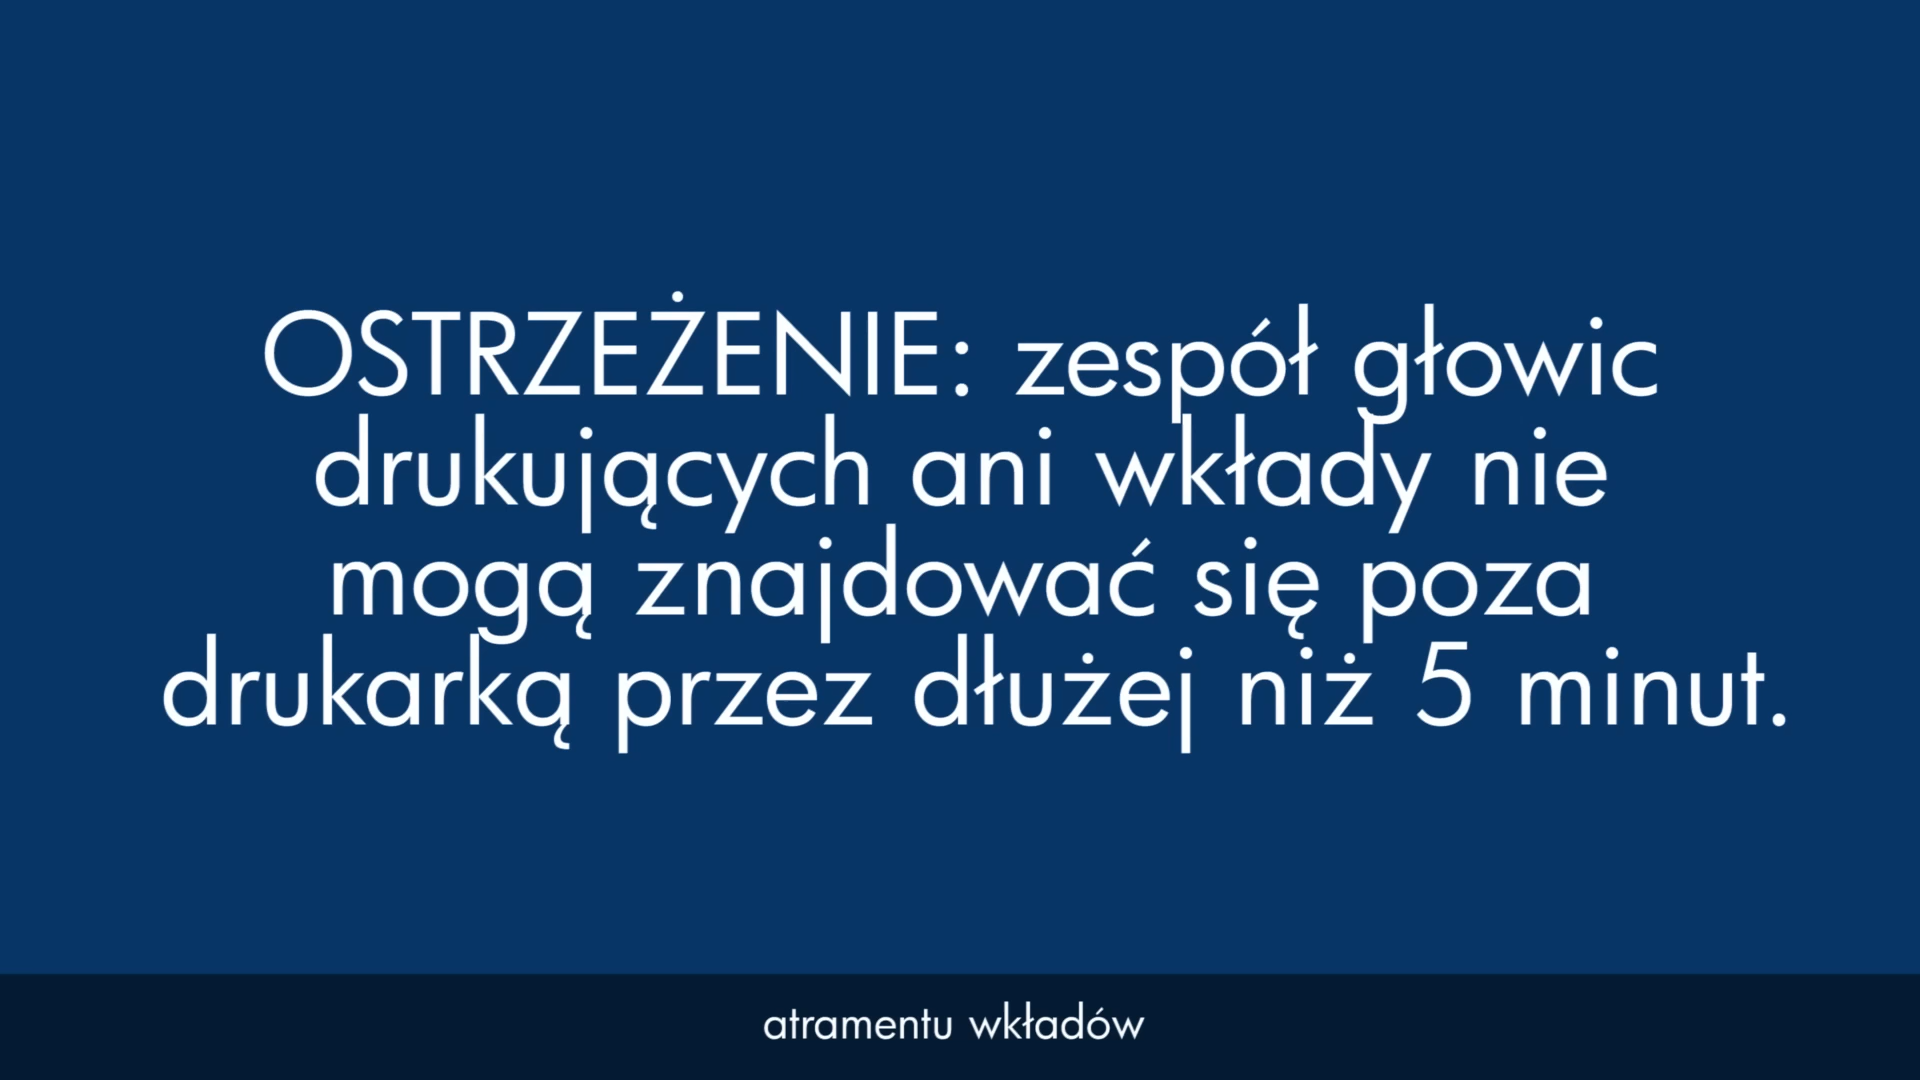 OSTRZEŻENIE: zespół głowic
drukujących ani wkłady nie
mogą znajdować się poza
drukarką przez dłużej niż 5 minut.
atramentu wkładów